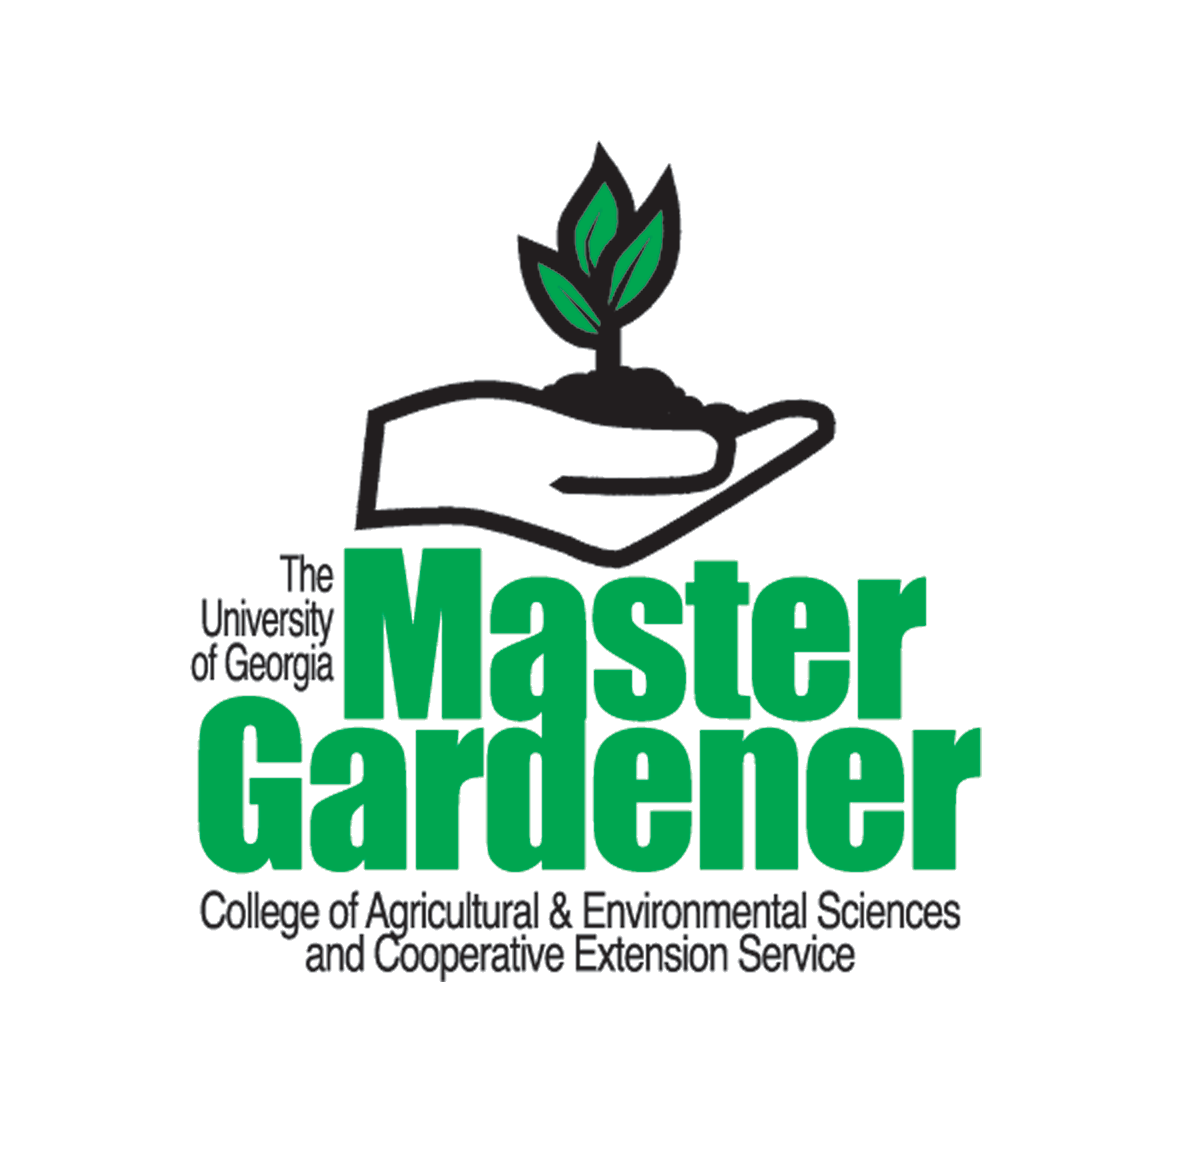 The
University
of Georgia
Master
Gardener
College of Agricultural & Environmental Sciences
and Cooperative Extension Service